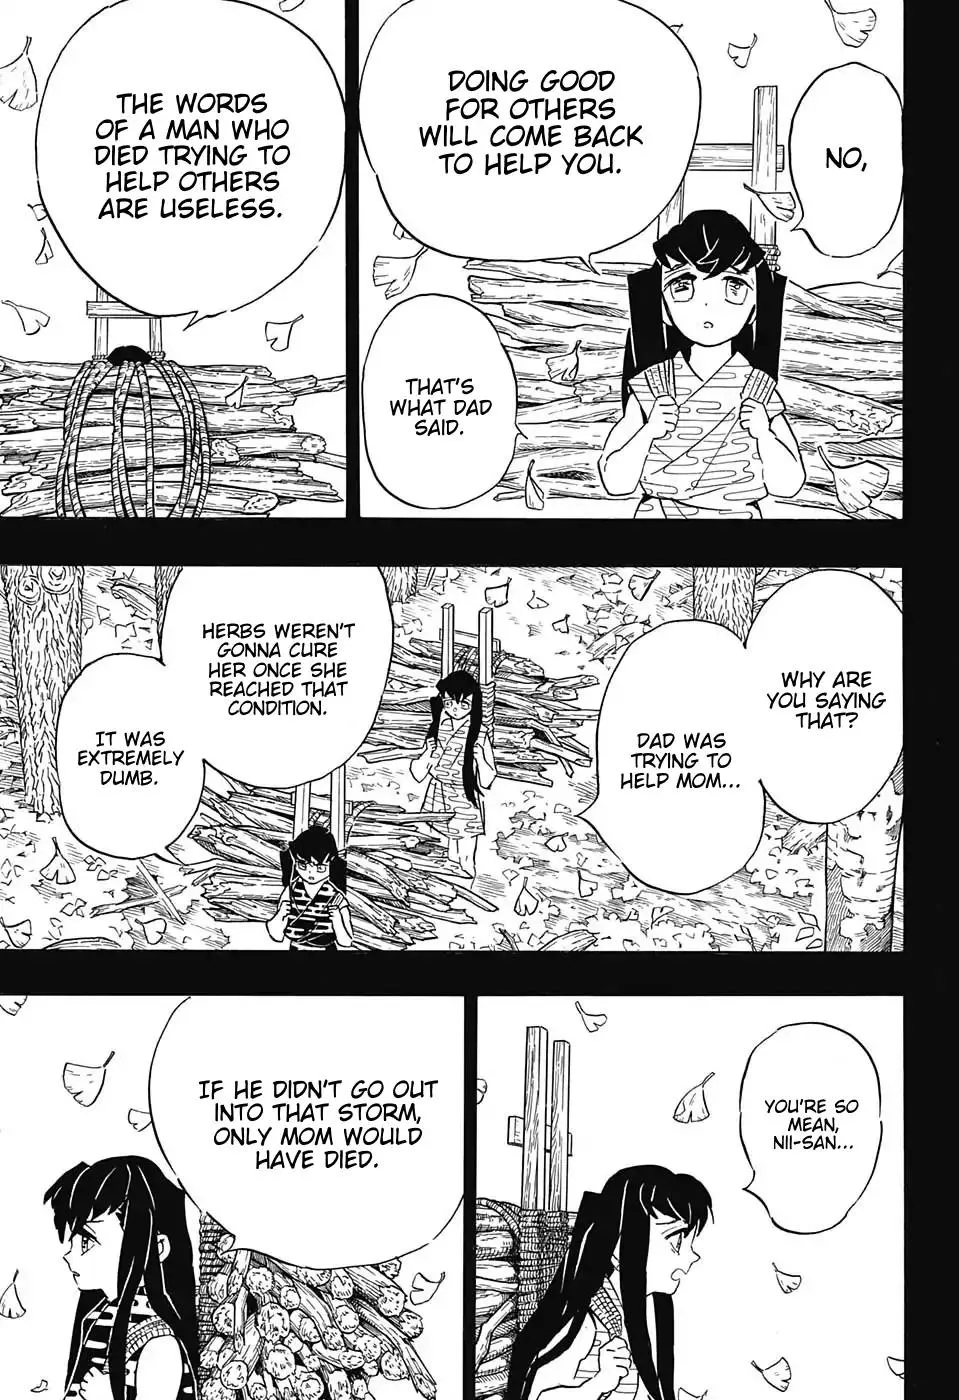 NO,
DOING GOOD
FOR OTHERS
WILL COME BACK
TO HELP YOU.
THAT'S
WHAT DAD
SAID.
THE WORDS
OF A MAN WHO
DIED TRYING TO
HELP OTHERS
ARE USELESS.
WHY ARE
YOU SAYING
THAT?
DAD WAS
TRYING TO
HELP MOM...
HERBS WEREN'T
GONNA CURE
HER ONCE SHE
REACHED THAT
CONDITION.
IT WAS
EXTREMELY
DUMB.
YOU'RE SO
MEAN,
NII-SAN...
IF HE DIDN'T GO OUT
INTO THAT STORM,
ONLY MOM WOULD
HAVE DIED.